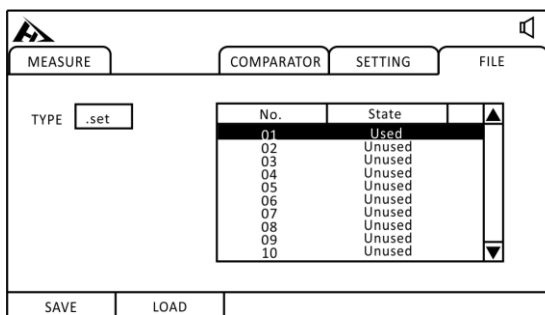 MEASURE COMPARATOR SETTING FILE
TYPE .set
No. State
01 Used
02 Unused
03 Unused
04 Unused
05 Unused
06 Unused
07 Unused
08 Unused
09 Unused
10 Unused
SAVE LOAD